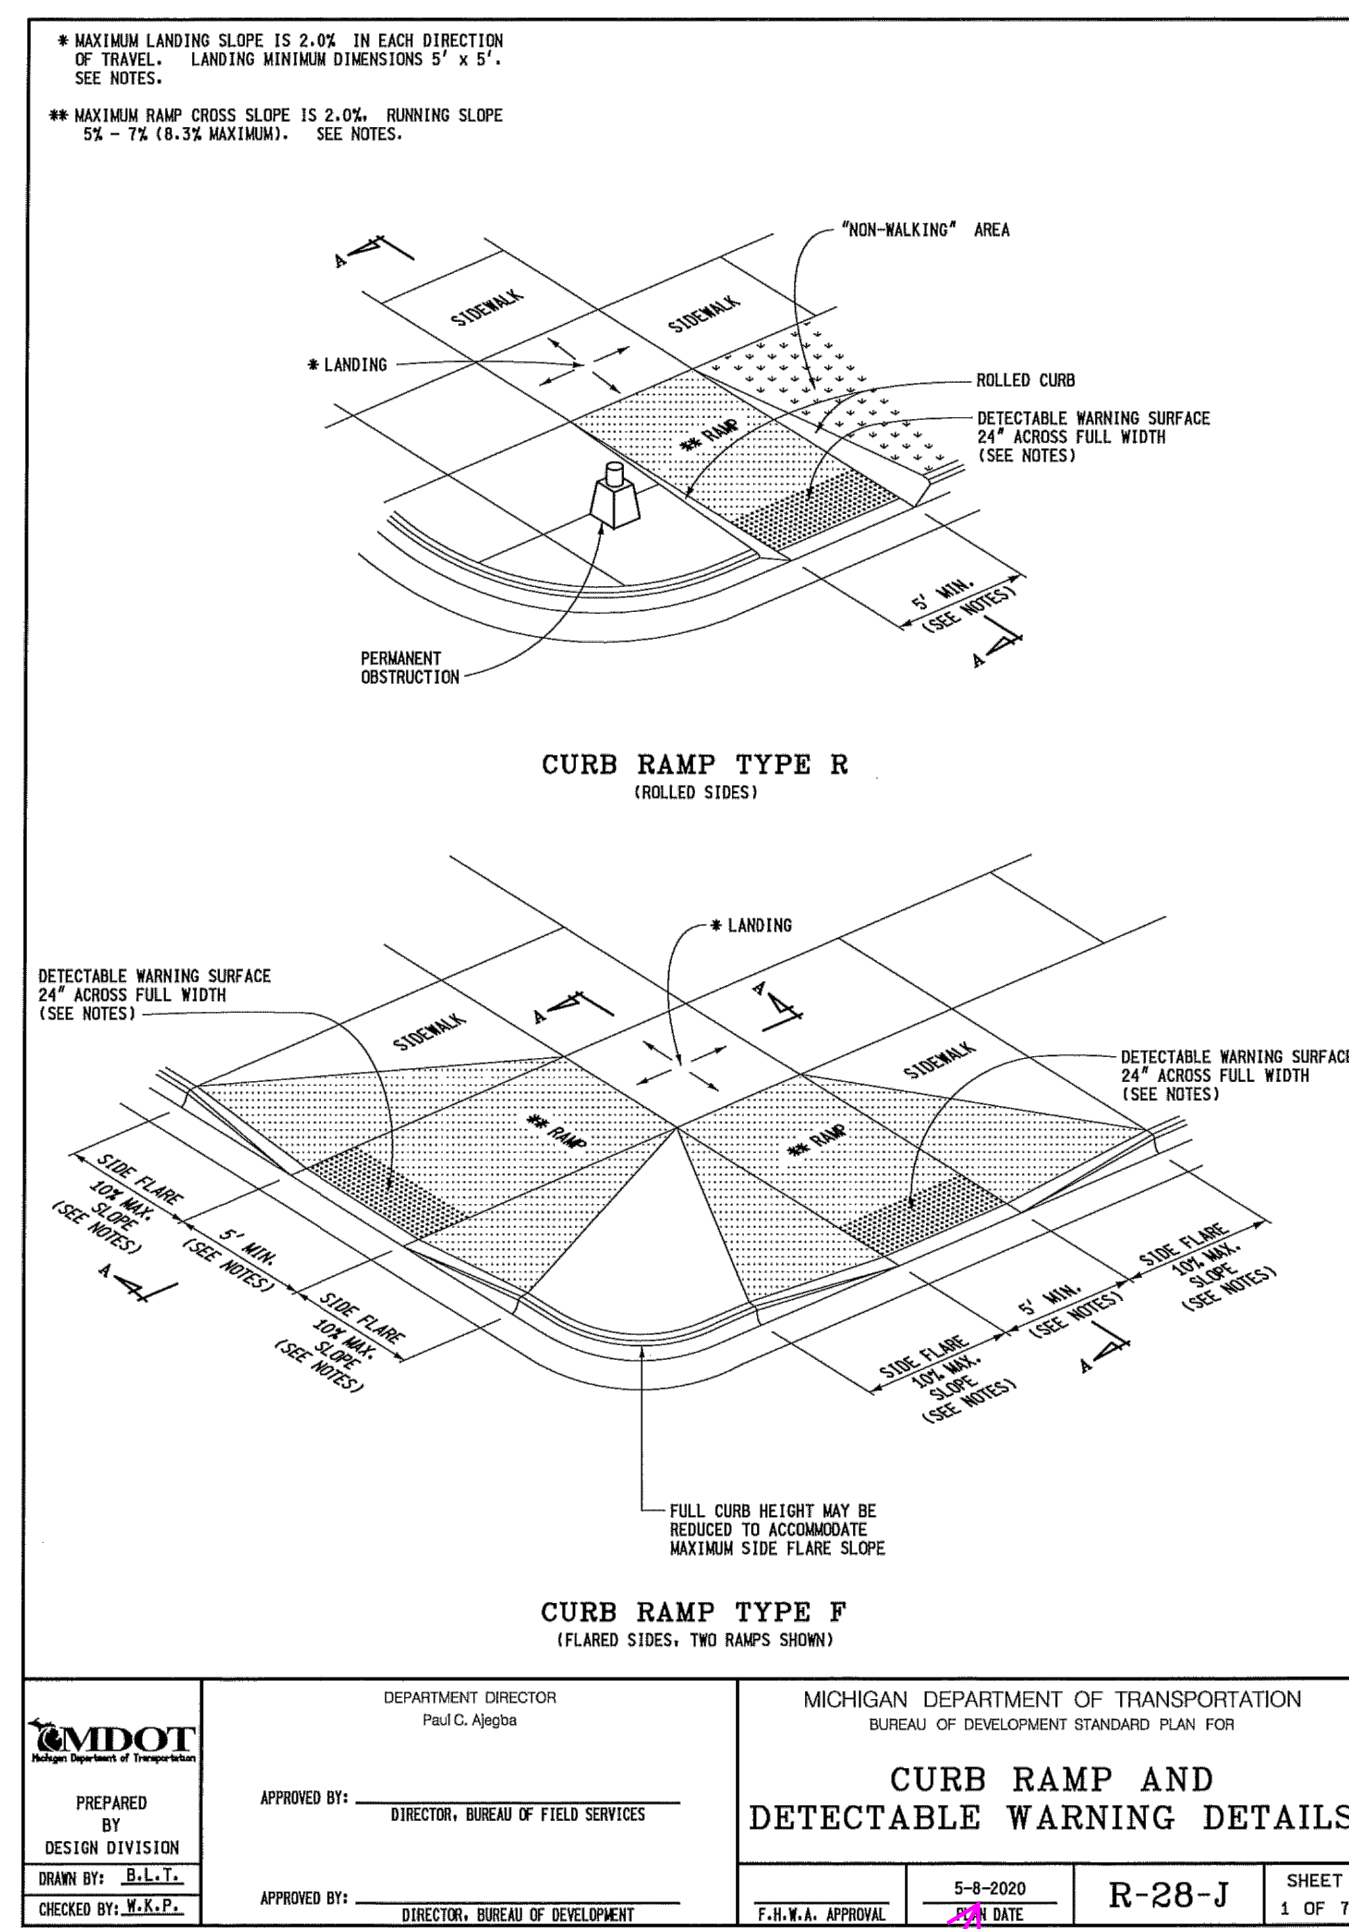 * MAXIMUM LANDING SLOPE IS 2.0% IN EACH DIRECTION
OF TRAVEL. LANDING MINIMUM DIMENSIONS 5' x 5'.
SEE NOTES.
** MAXIMUM RAMP CROSS SLOPE IS 2.0%, RUNNING SLOPE
5% - 7% (8.3% MAXIMUM). SEE NOTES.
"NON-WALKING" AREA
A
SIDEWALK
SIDEWALK
* LANDING
ROLLED CURB
DETECTABLE WARNING SURFACE
24" ACROSS FULL WIDTH
(SEE NOTES)
** RAMP
5' MIN.
(SEE NOTES)
A
PERMANENT
OBSTRUCTION
CURB RAMP TYPE R
(ROLLED SIDES)
* LANDING
DETECTABLE WARNING SURFACE
24" ACROSS FULL WIDTH
(SEE NOTES)
A
A
SIDEWALK
SIDEWALK
DETECTABLE WARNING SURFACE
24" ACROSS FULL WIDTH
(SEE NOTES)
** RAMP
** RAMP
SIDE FLARE
10% MAX.
SLOPE
(SEE NOTES)
5' MIN.
(SEE NOTES)
A
SIDE FLARE
10% MAX.
SLOPE
(SEE NOTES)
SIDE FLARE
10% MAX.
SLOPE
(SEE NOTES)
5' MIN.
(SEE NOTES)
SIDE FLARE
10% MAX.
SLOPE
(SEE NOTES)
A
FULL CURB HEIGHT MAY BE
REDUCED TO ACCOMMODATE
MAXIMUM SIDE FLARE SLOPE
CURB RAMP TYPE F
(FLARED SIDES, TWO RAMPS SHOWN)
MDOT
Michigan Department of Transportation
PREPARED
BY
DESIGN DIVISION
DRAWN BY: B.L.T.
CHECKED BY: W.K.P.
DEPARTMENT DIRECTOR
Paul C. Ajegba
APPROVED BY:
DIRECTOR, BUREAU OF FIELD SERVICES
APPROVED BY:
DIRECTOR, BUREAU OF DEVELOPMENT
MICHIGAN DEPARTMENT OF TRANSPORTATION
BUREAU OF DEVELOPMENT STANDARD PLAN FOR
CURB RAMP AND
DETECTABLE WARNING DETAILS
F.H.W.A. APPROVAL
5-8-2020
PLAN DATE
R-28-J
SHEET
1 OF 7